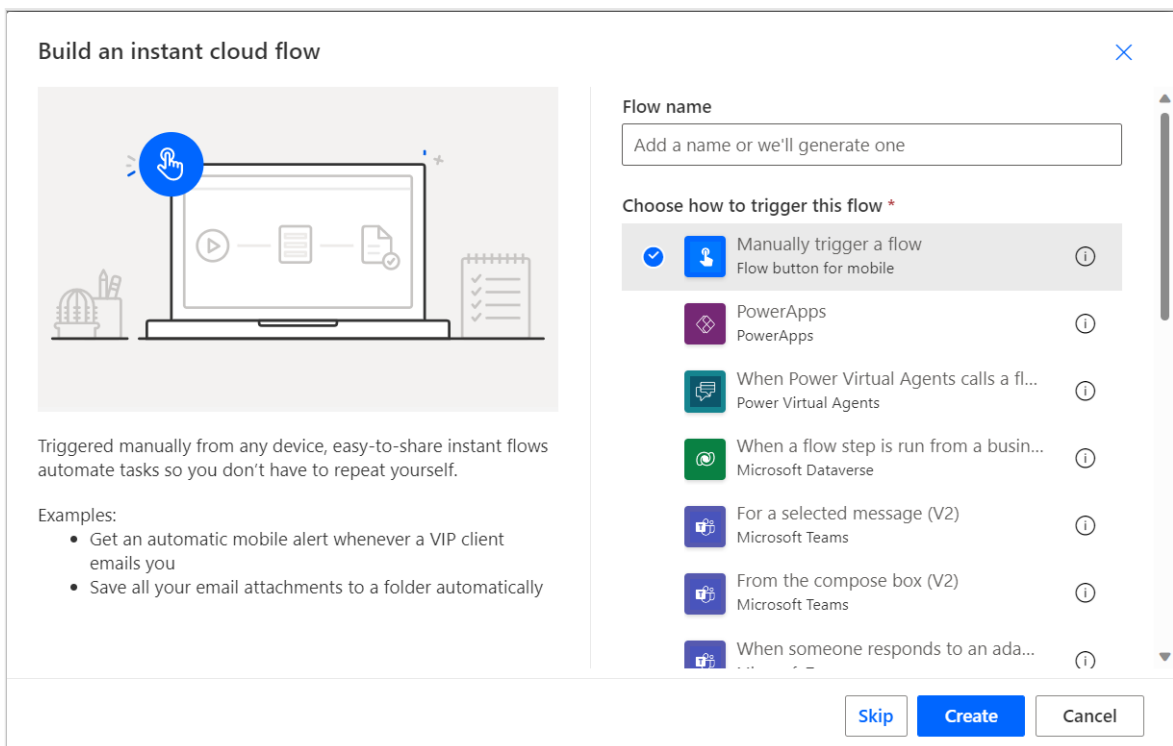 Build an instant cloud flow
Triggered manually from any device, easy-to-share instant flows
automate tasks so you don't have to repeat yourself.
Examples:
• Get an automatic mobile alert whenever a VIP client
emails you
• Save all your email attachments to a folder automatically
Flow name
Add a name or we'll generate one
Choose how to trigger this flow *
Manually trigger a flow
Flow button for mobile
PowerApps
PowerApps
When Power Virtual Agents calls a fl...
Power Virtual Agents
When a flow step is run from a busin...
Microsoft Dataverse
For a selected message (V2)
Microsoft Teams
From the compose box (V2)
Microsoft Teams
When someone responds to an ada...
Skip
Create
Cancel